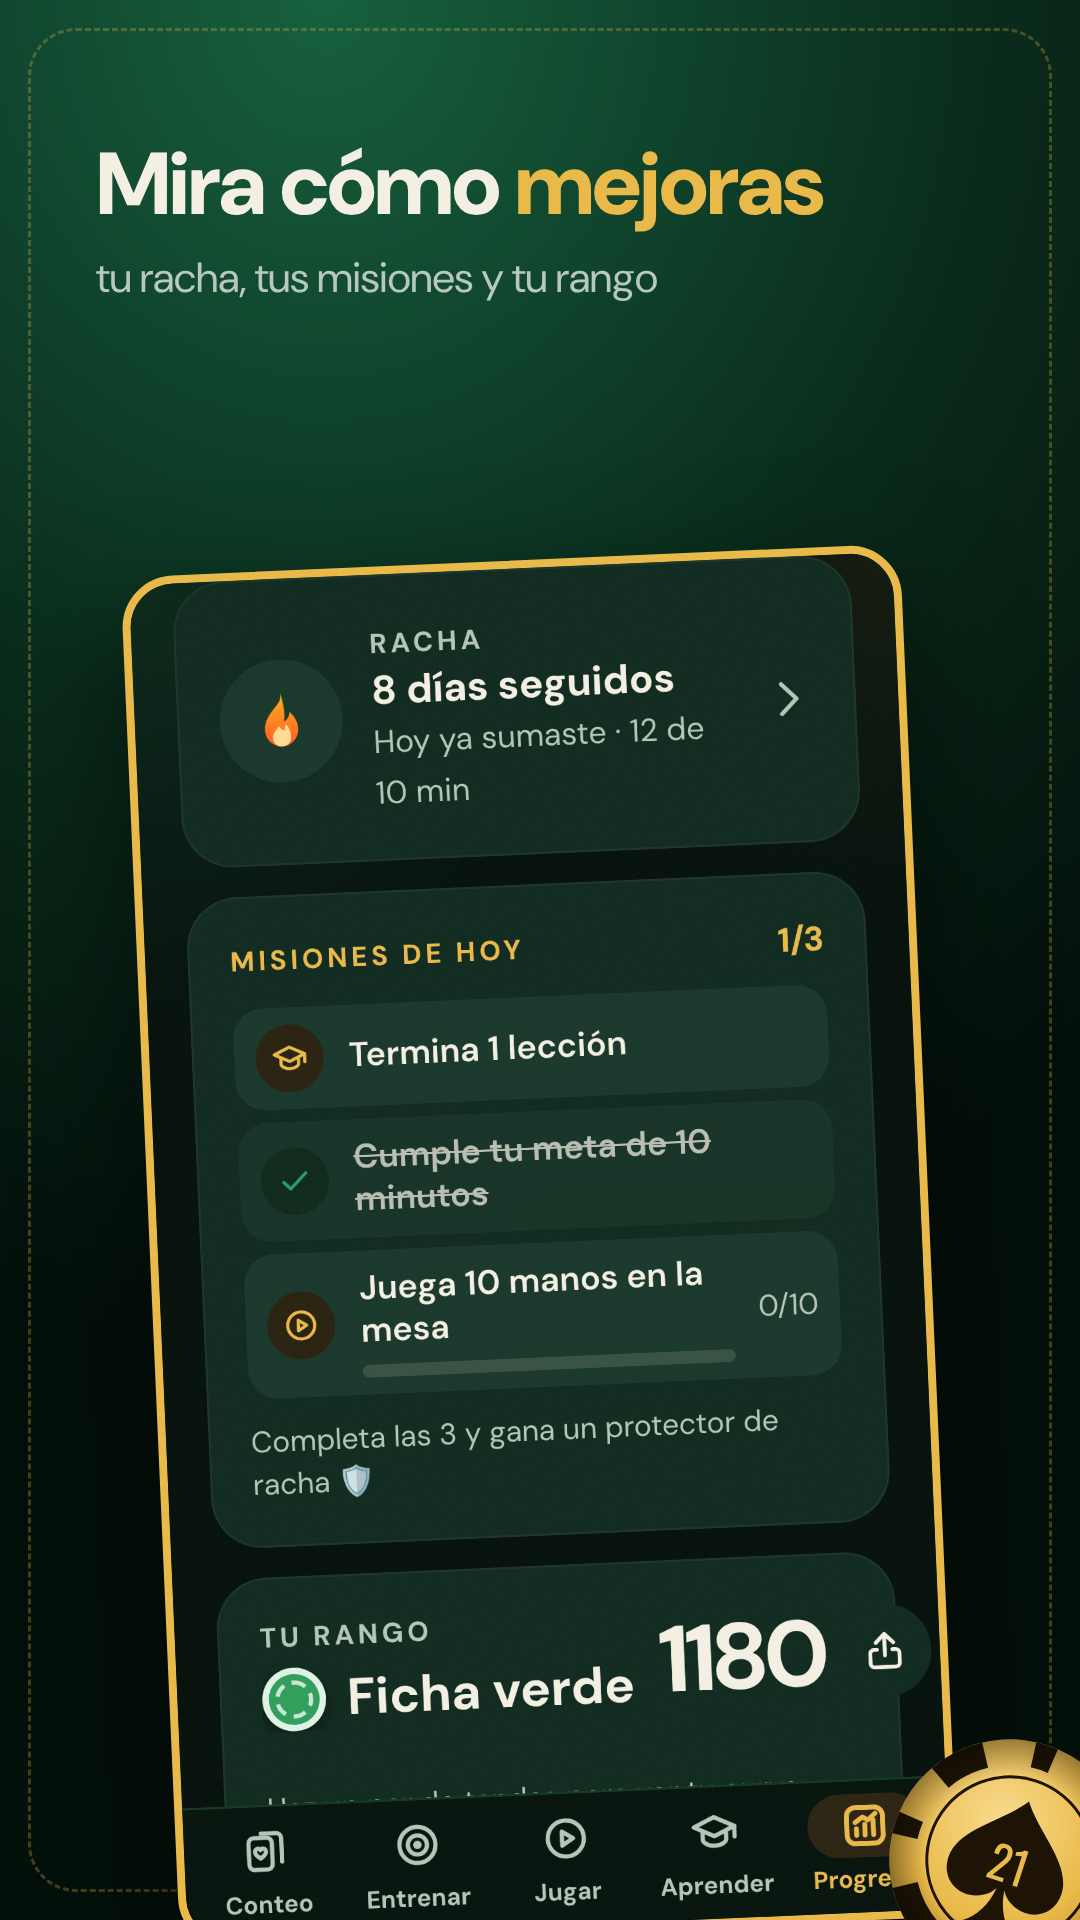 Mira cómo mejoras
tu racha, tus misiones y tu rango
RACHA
8 días seguidos
Hoy ya sumaste · 12 de
10 min
MISIONES DE HOY
1/3
Termina 1 lección
Cumple tu meta de 10
minutos
Juega 10 manos en la
mesa
0/10
Completa las 3 y gana un protector de
racha 🛡️
TU RANGO
Ficha verde
1180
Conteo
Entrenar
Jugar
Aprender
Progre
21